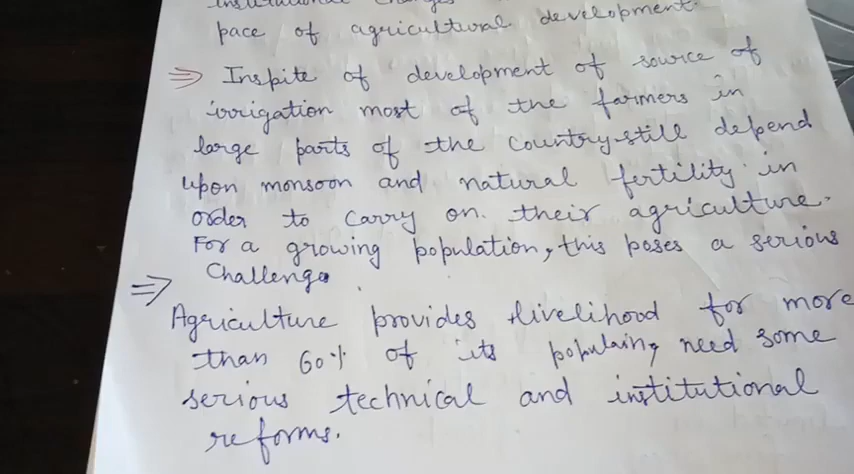 institutional changes
pace of agricultural development.
⇒ Inspite of development of source of
irrigation most of the farmers in
large parts of the country still depend
upon monsoon and natural fertility in
order to carry on. their agriculture.
For a growing population, this poses a serious
challenge.
⇒
Agriculture provides livelihood for more
than 60% of its need some
serious technical and institutional
reforms.